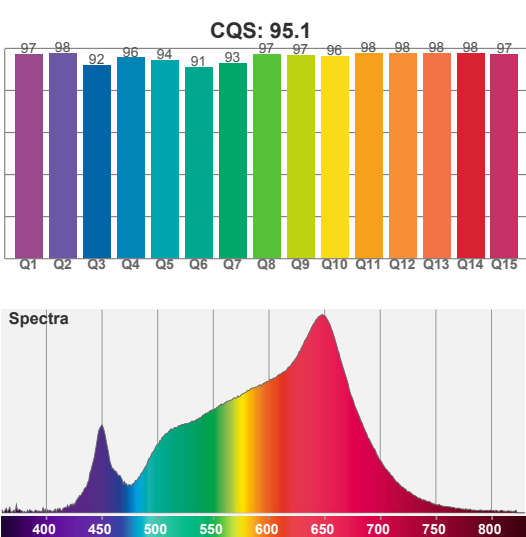 CQS: 95.1
97 98 92 96 94 91 93 97 97 96 98 98 98 98 97
Q1 Q2 Q3 Q4 Q5 Q6 Q7 Q8 Q9 Q10 Q11 Q12 Q13 Q14 Q15
Spectra
400 450 500 550 600 650 700 750 800